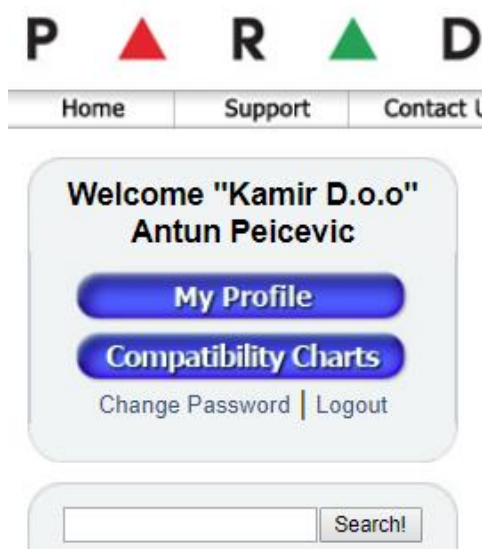 P ▲ R ▲ D
Home Support Contact U
Welcome "Kamir D.o.o"
Antun Peicevic
My Profile
Compatibility Charts
Change Password | Logout
Search!